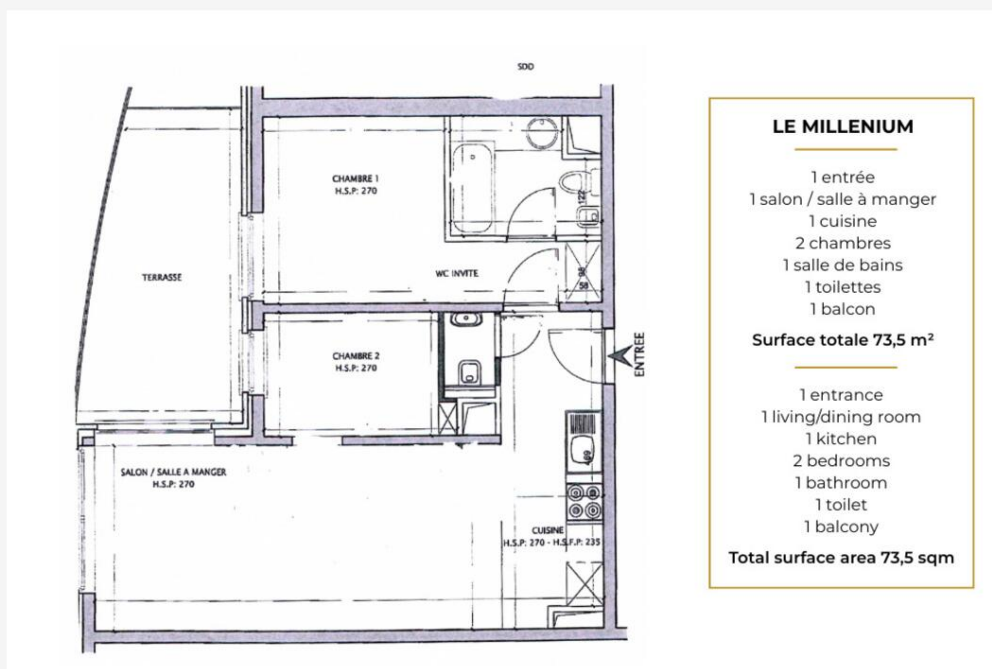 SDD
CHAMBRE 1
H.S.P: 270
122
TERRASSE
WC INVITE
98
58
CHAMBRE 2
H.S.P: 270
ENTREE
SALON / SALLE A MANGER
H.S.P: 270
CUISINE
H.S.P: 270 - H.S.F.P: 235
LE MILLENIUM
1 entrée
1 salon / salle à manger
1 cuisine
2 chambres
1 salle de bains
1 toilettes
1 balcon
Surface totale 73,5 m²
1 entrance
1 living/dining room
1 kitchen
2 bedrooms
1 bathroom
1 toilet
1 balcony
Total surface area 73,5 sqm